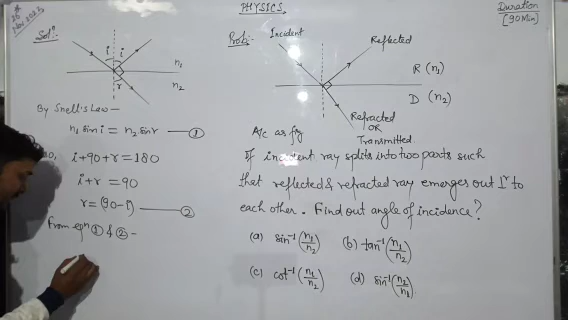 PHYSICS
Duration
(90 Min)
26th
Nov 2023
Solⁿ:-
i i
r
n₁
n₂
By Snell's Law -
n₁ sin i = n₂ sin r — ①
i + 90 + r = 180
i + r = 90
r = (90 - i) — ②
From eqⁿ ① & ② -
Prob:-
Incident
Reflected
R (n₁)
D (n₂)
Refracted
OR
Transmitted
A/c as fig
If incident ray splits into two parts such
that reflected & refracted ray emerges out ⊥r to
each other. Find out angle of incidence?
(a) sin⁻¹(n₁/n₂) (b) tan⁻¹(n₁/n₂)
(c) cot⁻¹(n₁/n₂) (d) sin⁻¹(n₂/n₁)